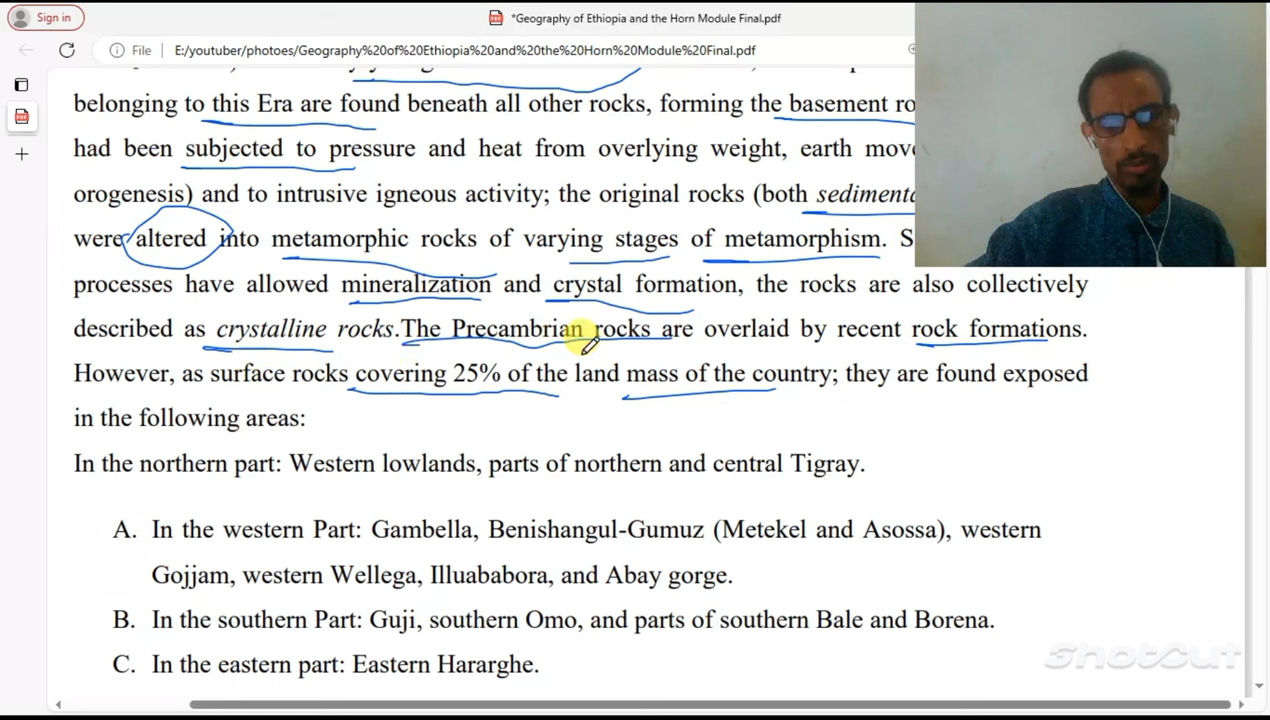 Sign in
*Geography of Ethiopia and the Horn Module Final.pdf
File E:/youtuber/photoes/Geography%20of%20Ethiopia%20and%20the%20Horn%20Module%20Final.pdf
belonging to this Era are found beneath all other rocks, forming the basement
had been subjected to pressure and heat from overlying weight, earth
orogenesis) and to intrusive igneous activity; the original rocks (both
were altered into metamorphic rocks of varying stages of metamorphism.
processes have allowed mineralization and crystal formation, the rocks are also collectively
described as crystalline rocks.The Precambrian rocks are overlaid by recent rock formations.
However, as surface rocks covering 25% of the land mass of the country; they are found exposed
in the following areas:
In the northern part: Western lowlands, parts of northern and central Tigray.
A. In the western Part: Gambella, Benishangul-Gumuz (Metekel and Asossa), western
Gojjam, western Wellega, Illuababora, and Abay gorge.
B. In the southern Part: Guji, southern Omo, and parts of southern Bale and Borena.
C. In the eastern part: Eastern Hararghe.
Shotcut